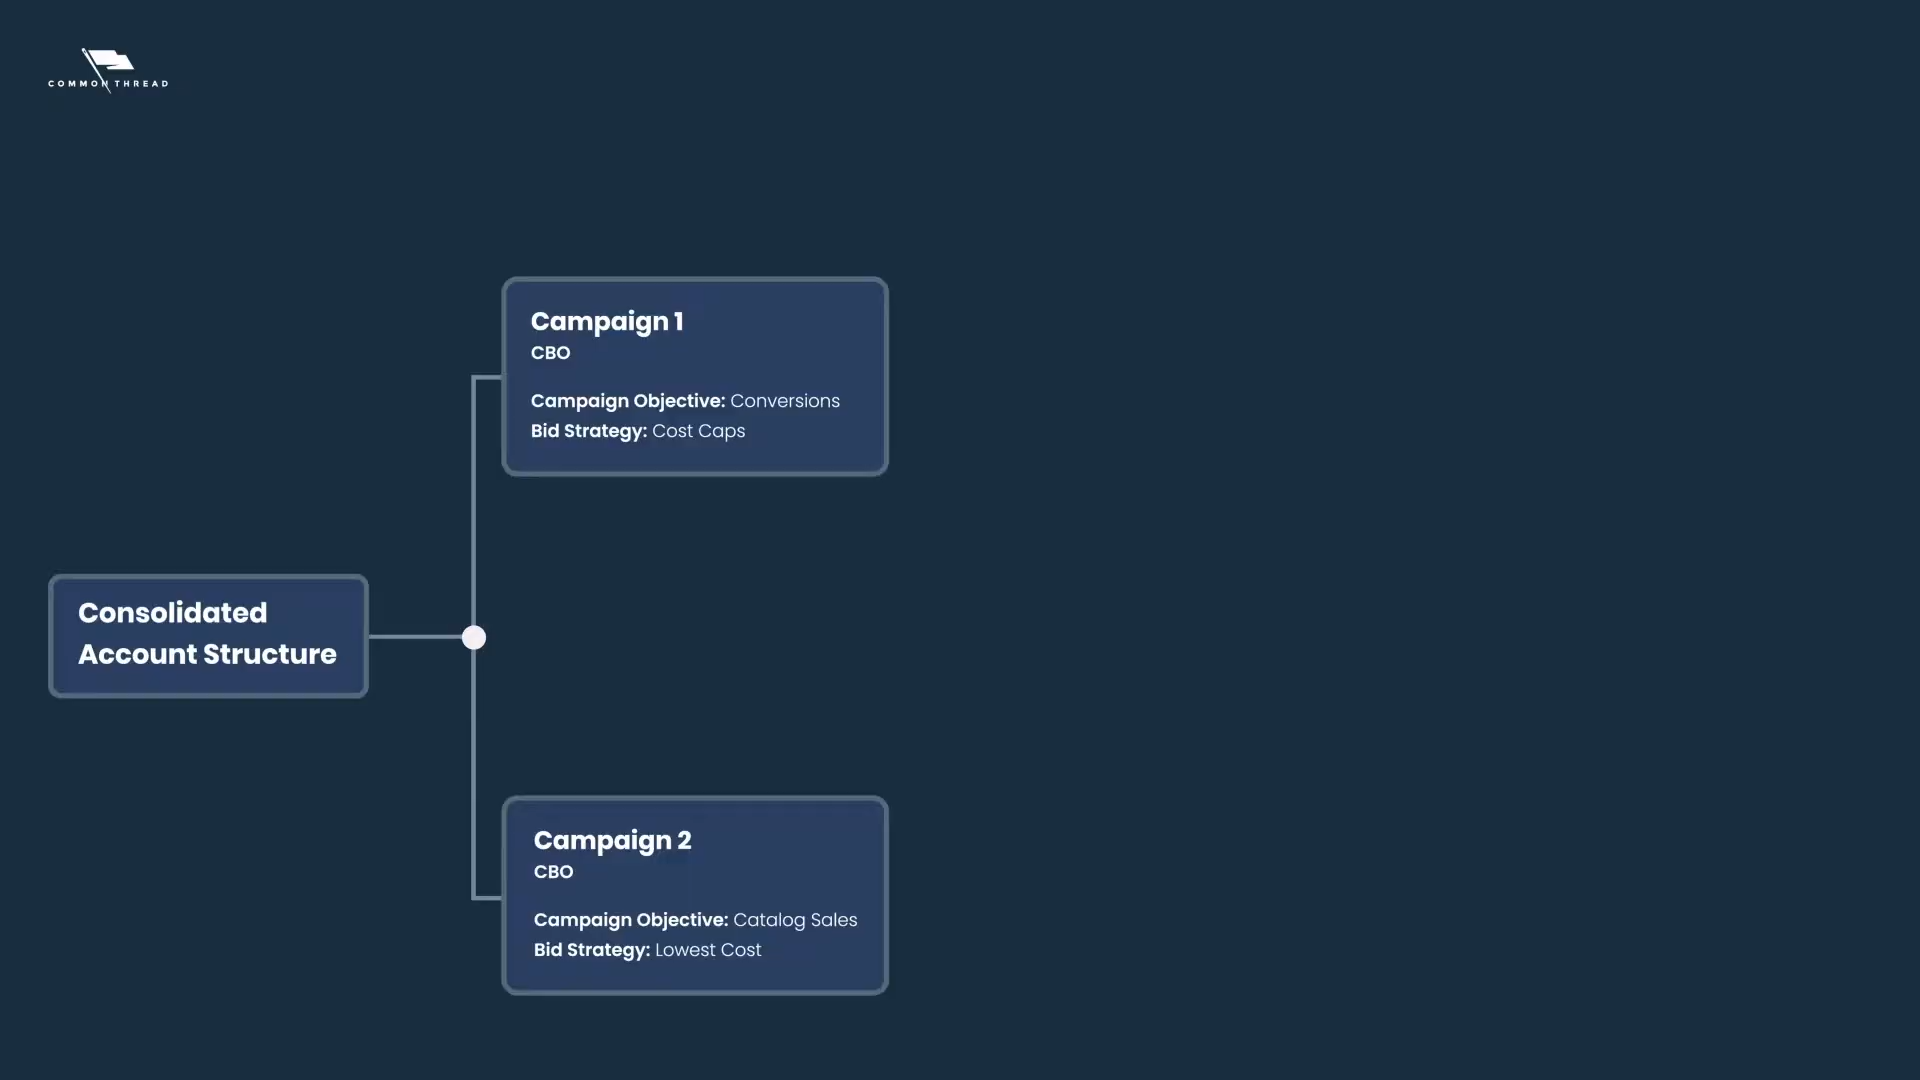 COMMON THREAD
Campaign 1
CBO
Campaign Objective: Conversions
Bid Strategy: Cost Caps
Consolidated
Account Structure
Campaign 2
CBO
Campaign Objective: Catalog Sales
Bid Strategy: Lowest Cost